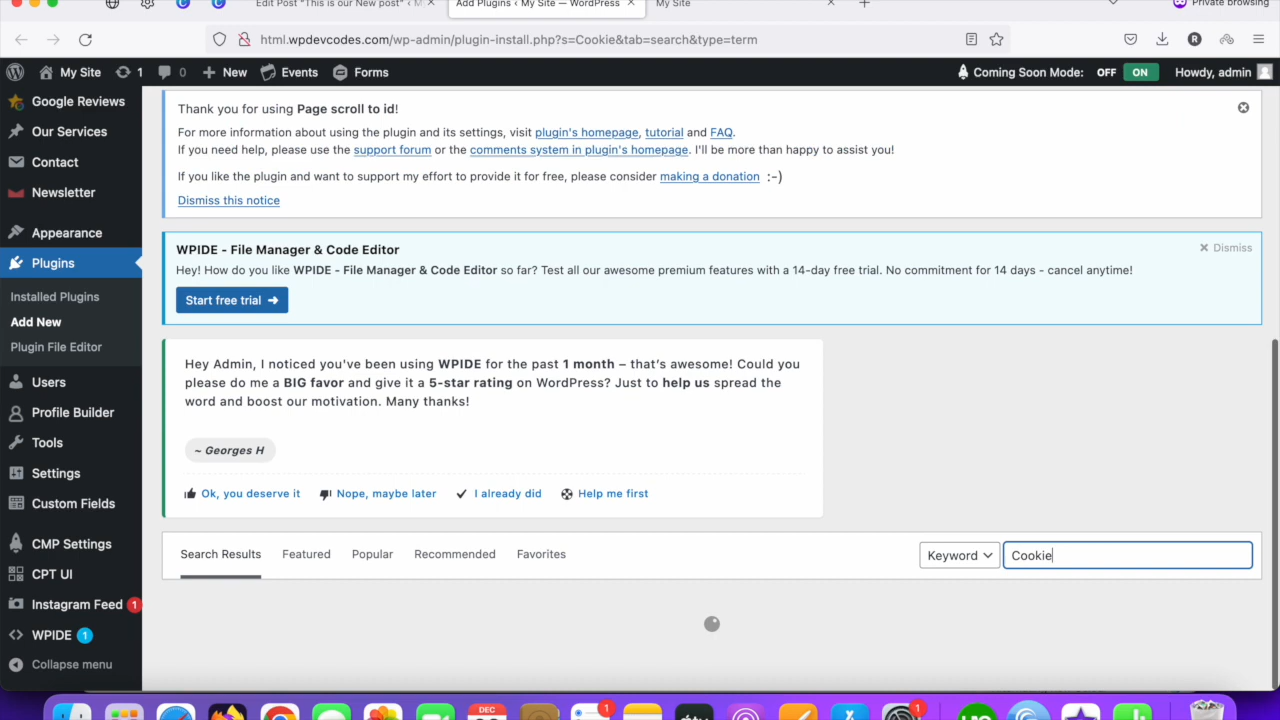 Edit Post "This is our New post" ‹ M
Add Plugins ‹ My Site — WordPress
My Site
Private browsing
html.wpdevcodes.com/wp-admin/plugin-install.php?s=Cookie&tab=search&type=term
R
My Site
1
0
New
Events
Forms
Coming Soon Mode:
OFF
ON
Howdy, admin
Google Reviews
Our Services
Contact
Newsletter
Appearance
Plugins
Installed Plugins
Add New
Plugin File Editor
Users
Profile Builder
Tools
Settings
Custom Fields
CMP Settings
CPT UI
Instagram Feed 1
WPIDE 1
Collapse menu
Thank you for using Page scroll to id!
For more information about using the plugin and its settings, visit plugin's homepage, tutorial and FAQ.
If you need help, please use the support forum or the comments system in plugin's homepage. I'll be more than happy to assist you!
If you like the plugin and want to support my effort to provide it for free, please consider making a donation :-)
Dismiss this notice
WPIDE - File Manager & Code Editor
Dismiss
Hey! How do you like WPIDE - File Manager & Code Editor so far? Test all our awesome premium features with a 14-day free trial. No commitment for 14 days - cancel anytime!
Start free trial ➜
Hey Admin, I noticed you've been using WPIDE for the past 1 month – that's awesome! Could you
please do me a BIG favor and give it a 5-star rating on WordPress? Just to help us spread the
word and boost our motivation. Many thanks!
~ Georges H
Ok, you deserve it
Nope, maybe later
I already did
Help me first
Search Results
Featured
Popular
Recommended
Favorites
Keyword
Cookie
DEC
1
1